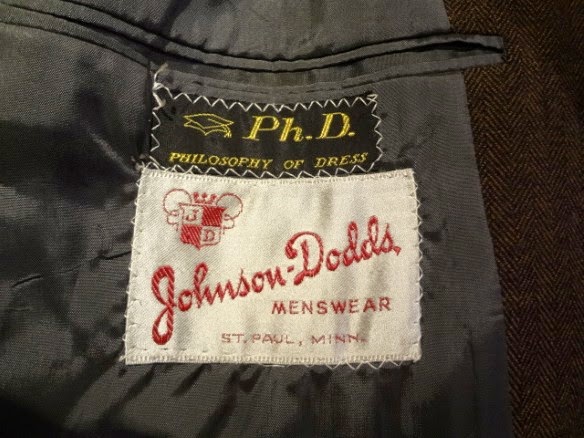 Ph.D.
PHILOSOPHY OF DRESS
J
D
Johnson-Dodds
MENSWEAR
ST. PAUL, MINN.